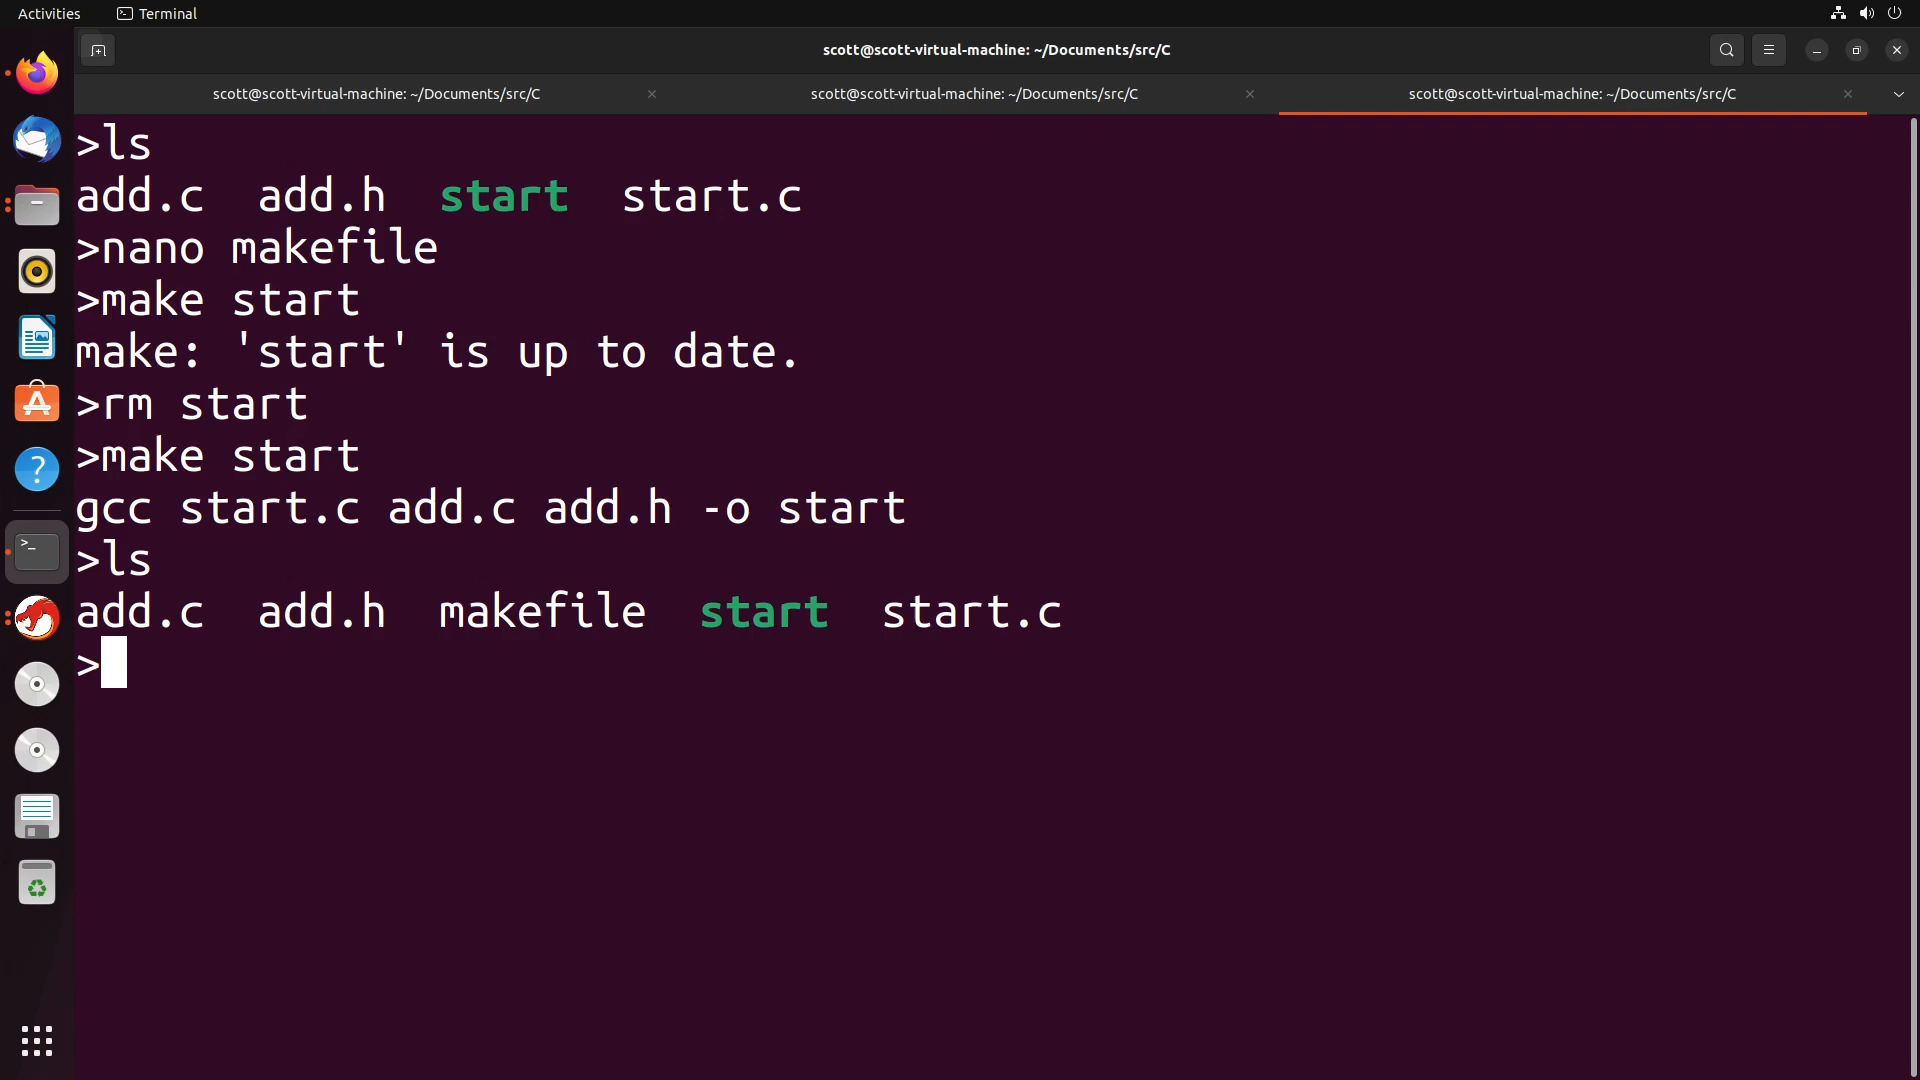 Activities Terminal
scott@scott-virtual-machine: ~/Documents/src/C
scott@scott-virtual-machine: ~/Documents/src/C scott@scott-virtual-machine: ~/Documents/src/C scott@scott-virtual-machine: ~/Documents/src/C
>ls
add.c  add.h  start  start.c
>nano makefile
>make start
make: 'start' is up to date.
>rm start
>make start
gcc start.c add.c add.h -o start
>ls
add.c  add.h  makefile  start  start.c
>